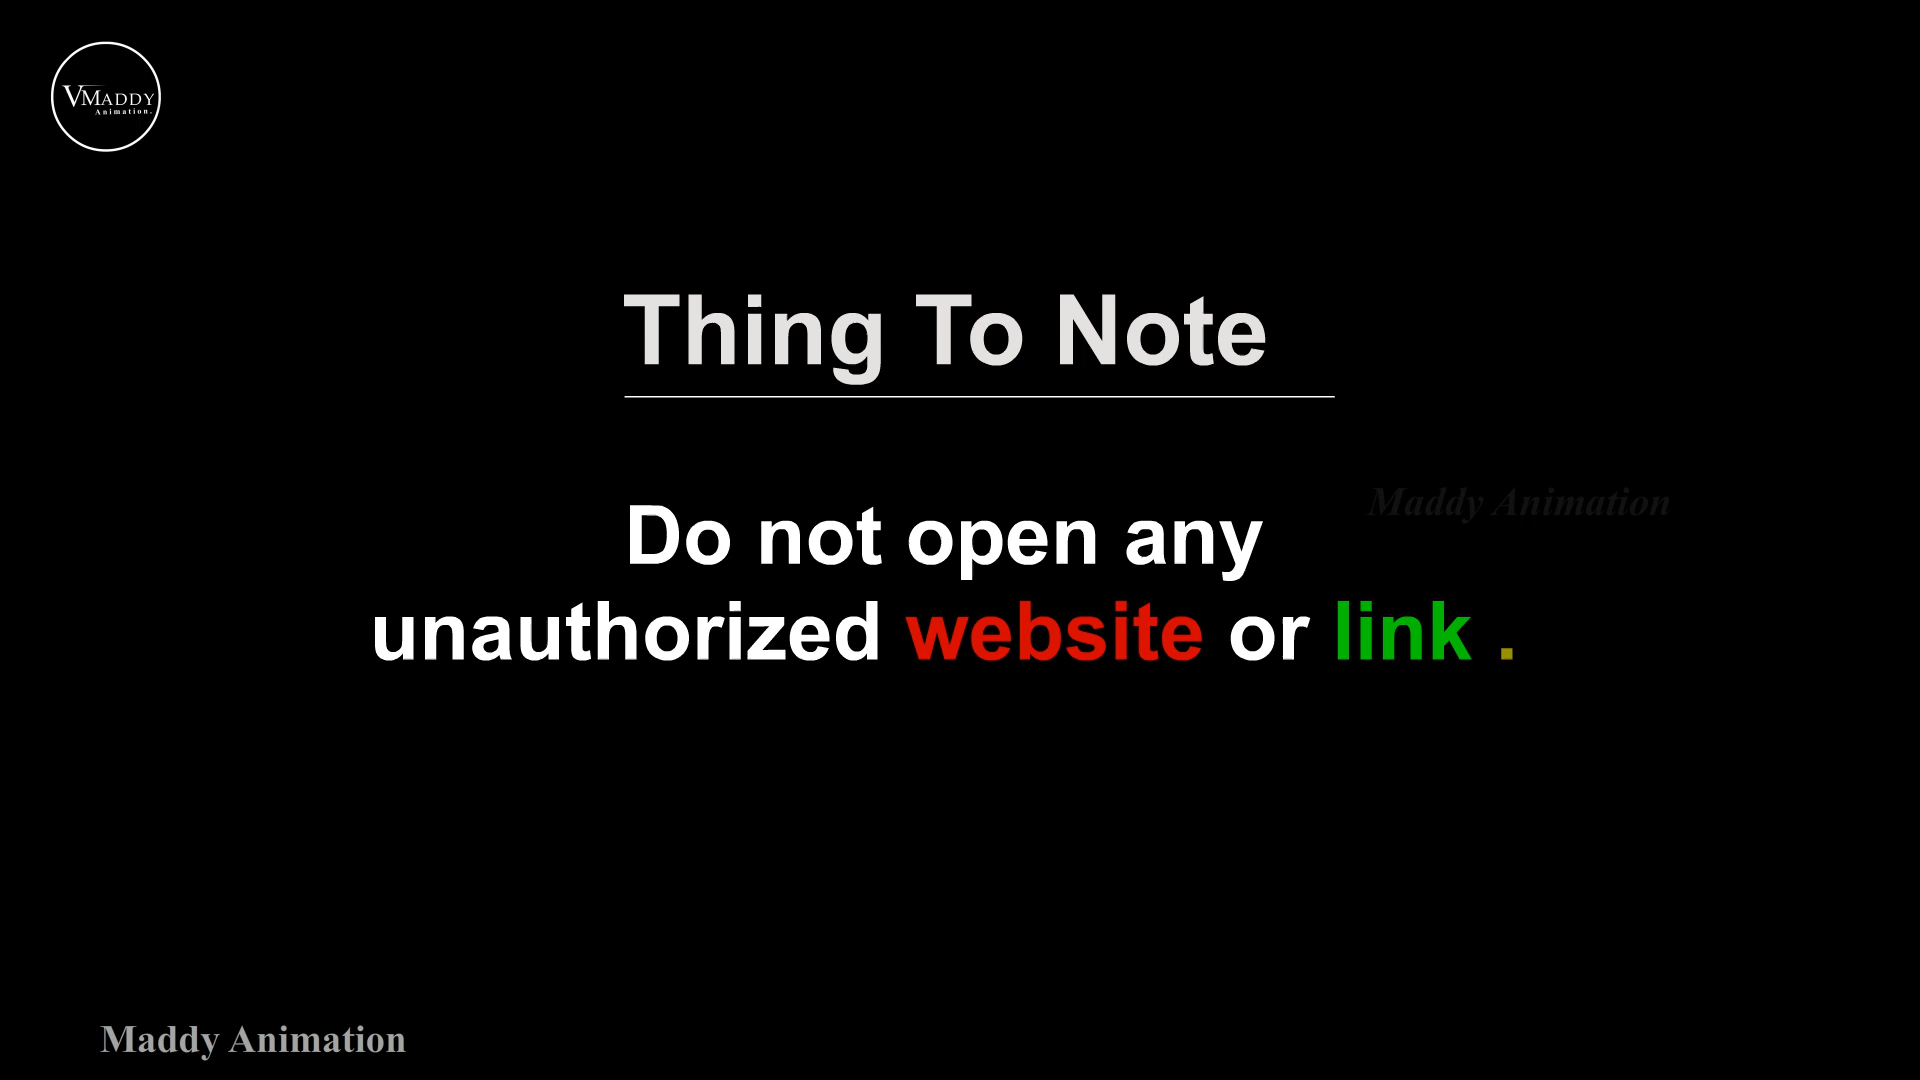 VMADDY
Animation.
Thing To Note
Maddy Animation
Do not open any
unauthorized website or link .
Maddy Animation